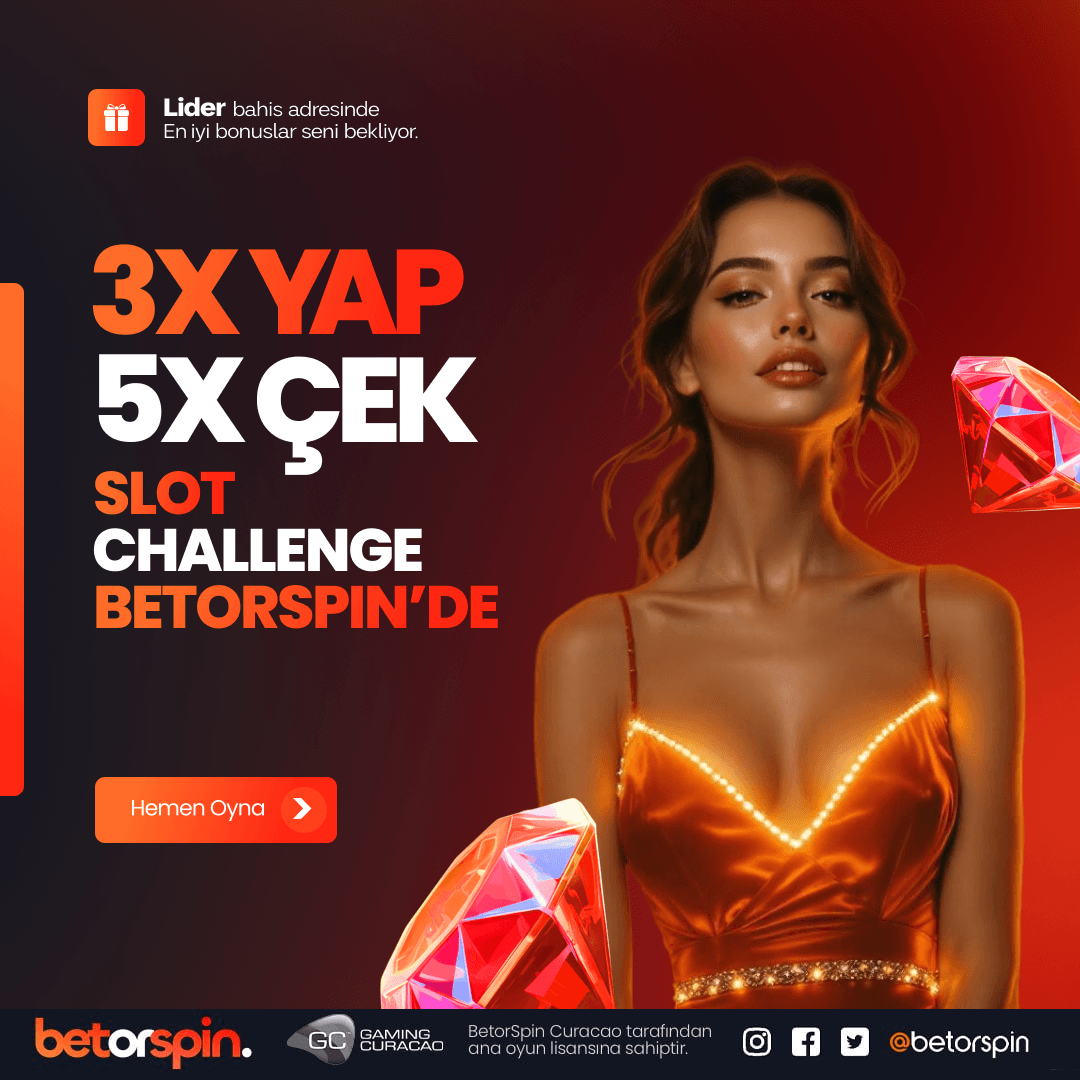 Lider bahis adresinde
En iyi bonuslar seni bekliyor.
3X YAP
5X ÇEK
SLOT
CHALLENGE
BETORSPIN’DE
Hemen Oyna
betorspin.
GC
GAMING
CURACAO
BetorSpin Curacao tarafından
ana oyun lisansına sahiptir.
@betorspin